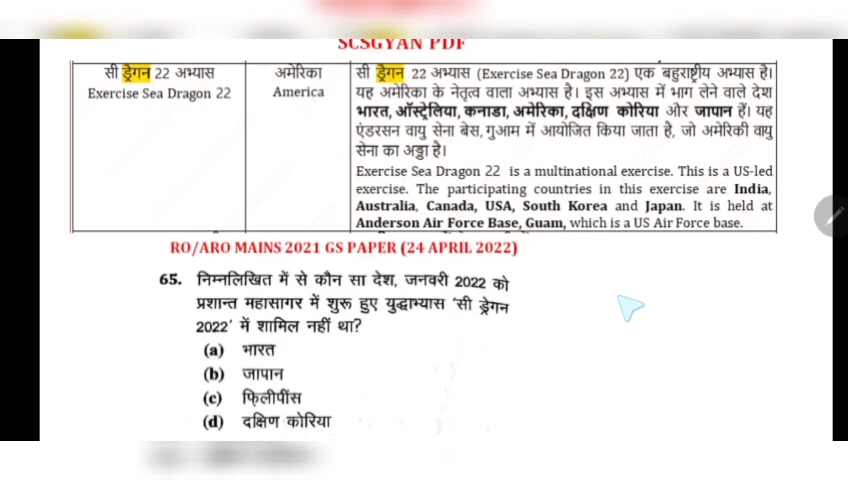 SCSGYAN PDF
सी ड्रैगन 22 अभ्यास
Exercise Sea Dragon 22
अमेरिका
America
सी ड्रैगन 22 अभ्यास (Exercise Sea Dragon 22) एक बहुराष्ट्रीय अभ्यास है।
यह अमेरिका के नेतृत्व वाला अभ्यास है। इस अभ्यास में भाग लेने वाले देश
भारत, ऑस्ट्रेलिया, कनाडा, अमेरिका, दक्षिण कोरिया ओर जापान हैं। यह
एंडरसन वायु सेना बेस, गुआम में आयोजित किया जाता है, जो अमेरिकी वायु
सेना का अड्डा है।
Exercise Sea Dragon 22 is a multinational exercise. This is a US-led
exercise. The participating countries in this exercise are India,
Australia, Canada, USA, South Korea and Japan. It is held at
Anderson Air Force Base, Guam, which is a US Air Force base.
RO/ARO MAINS 2021 GS PAPER (24 APRIL 2022)
65. निम्नलिखित में से कौन सा देश, जनवरी 2022 को
प्रशान्त महासागर में शुरू हुए युद्धाभ्यास 'सी ड्रेगन
2022' में शामिल नहीं था?
(a) भारत
(b) जापान
(c) फ़िलीपींस
(d) दक्षिण कोरिया